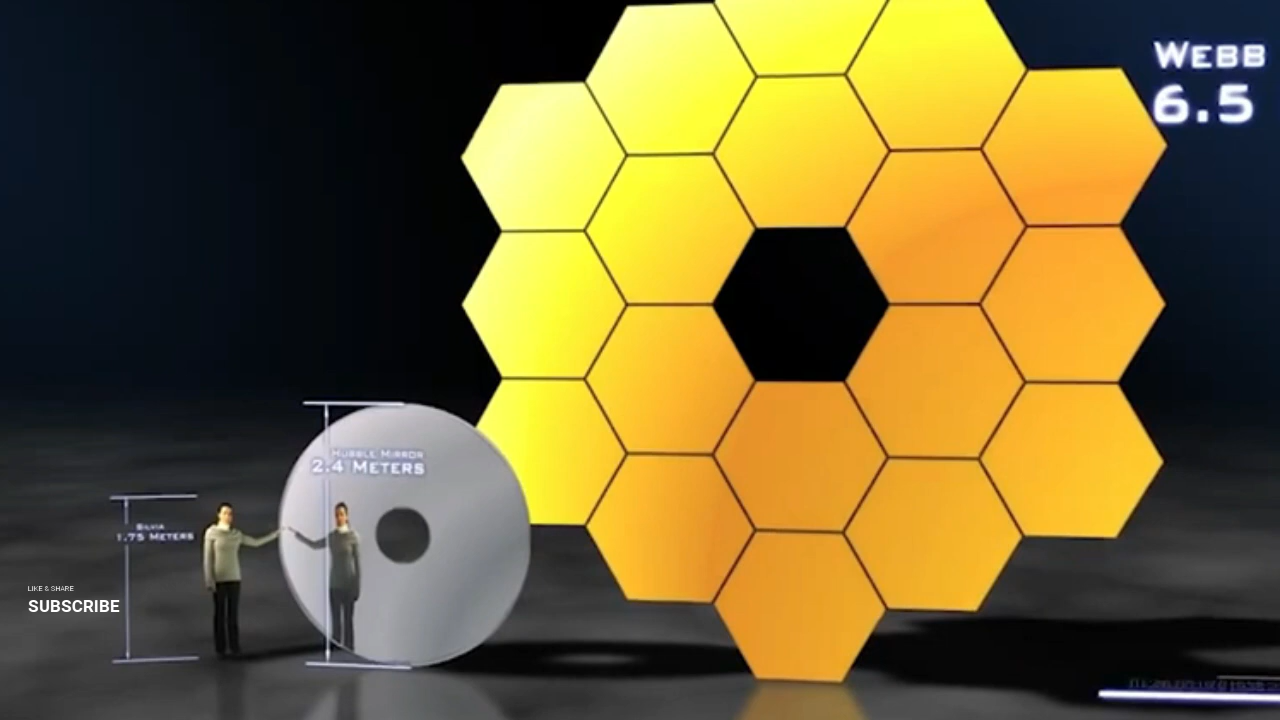 WEBB
6.5
HUBBLE MIRROR
2.4 METERS
SILVIA
1.75 METERS
LIKE & SHARE
SUBSCRIBE